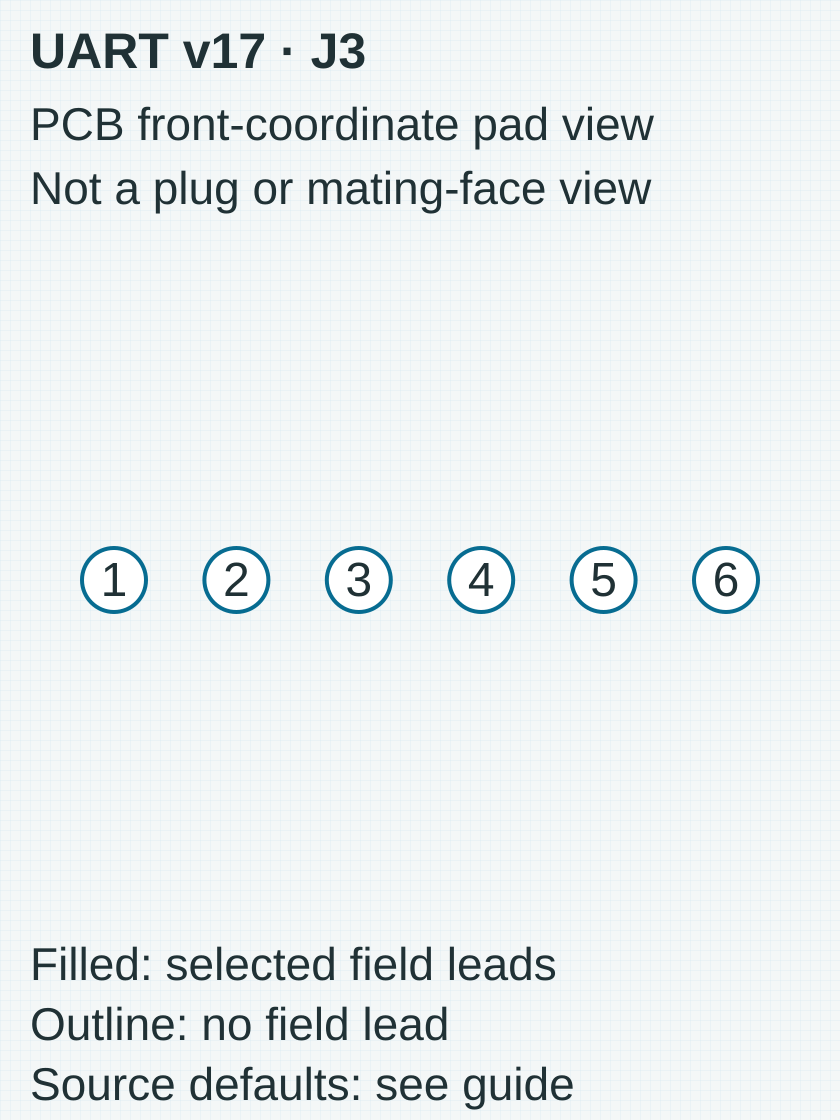 UART v17 · J3
PCB front-coordinate pad view
Not a plug or mating-face view
1 2 3 4 5 6
Filled: selected field leads
Outline: no field lead
Source defaults: see guide